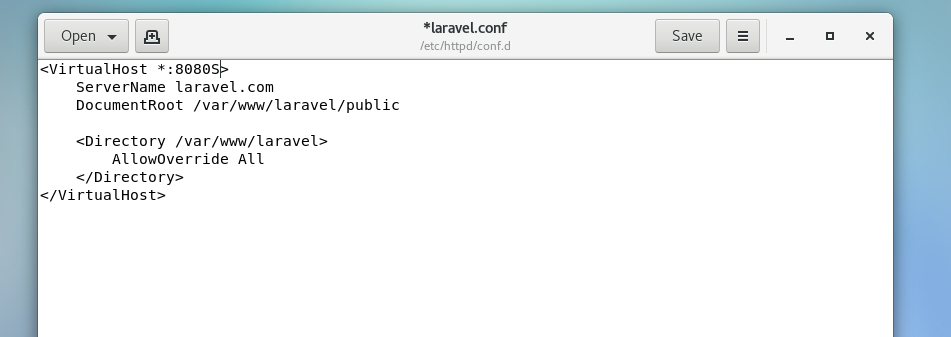 Open
*laravel.conf
/etc/httpd/conf.d
Save
<VirtualHost *:8080S>
    ServerName laravel.com
    DocumentRoot /var/www/laravel/public

    <Directory /var/www/laravel>
        AllowOverride All
    </Directory>
</VirtualHost>